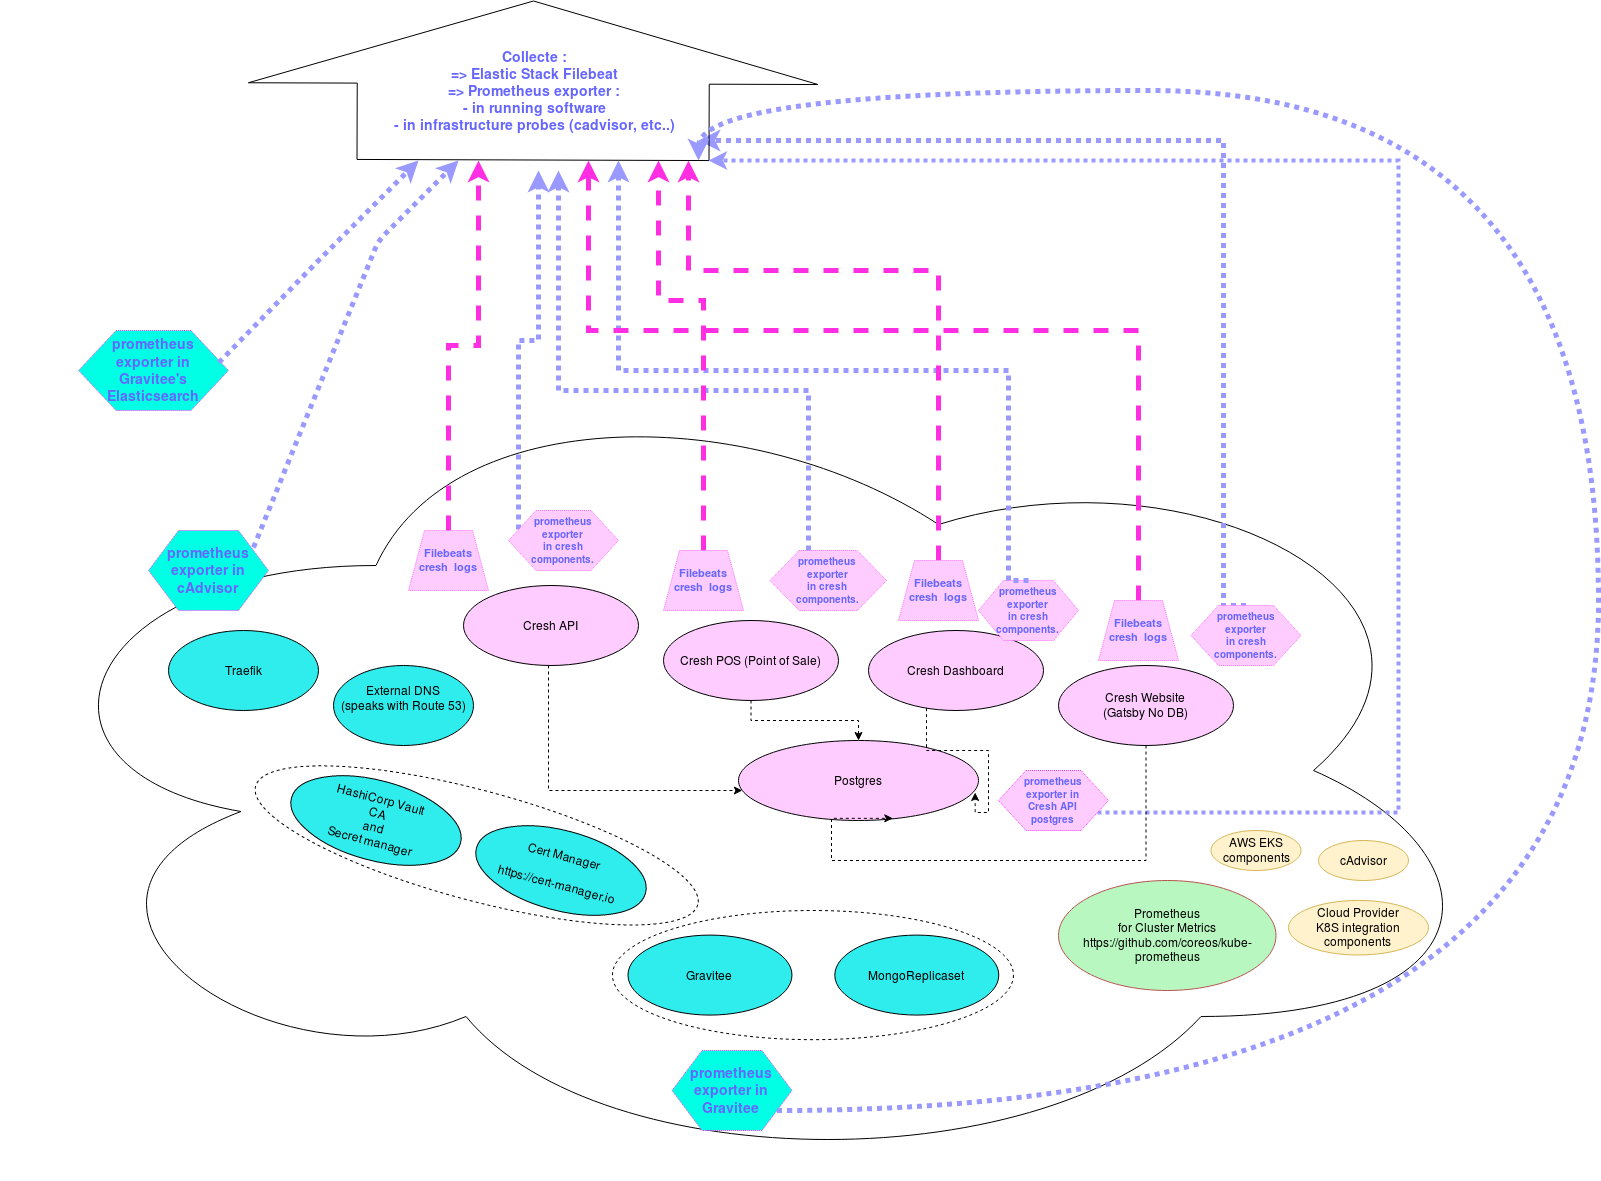 Collecte :
=> Elastic Stack Filebeat
=> Prometheus exporter :
- in running software
- in infrastructure probes (cadvisor, etc..)
prometheus
exporter in
Gravitee's
Elasticsearch
prometheus
exporter in
cAdvisor
Filebeats
cresh logs
prometheus
exporter
in cresh
components.
Filebeats
cresh logs
prometheus
exporter
in cresh
components.
Filebeats
cresh logs
prometheus
exporter
in cresh
components.
Filebeats
cresh logs
prometheus
exporter
in cresh
components.
Cresh API
Cresh POS (Point of Sale)
Cresh Dashboard
Cresh Website
(Gatsby No DB)
Traefik
External DNS
(speaks with Route 53)
Postgres
prometheus
exporter in
Cresh API
postgres
HashiCorp Vault
CA
and
Secret manager
Cert Manager
https://cert-manager.io
AWS EKS
components
cAdvisor
Prometheus
for Cluster Metrics
https://github.com/coreos/kube-
prometheus
Cloud Provider
K8S integration
components
Gravitee
MongoReplicaset
prometheus
exporter in
Gravitee